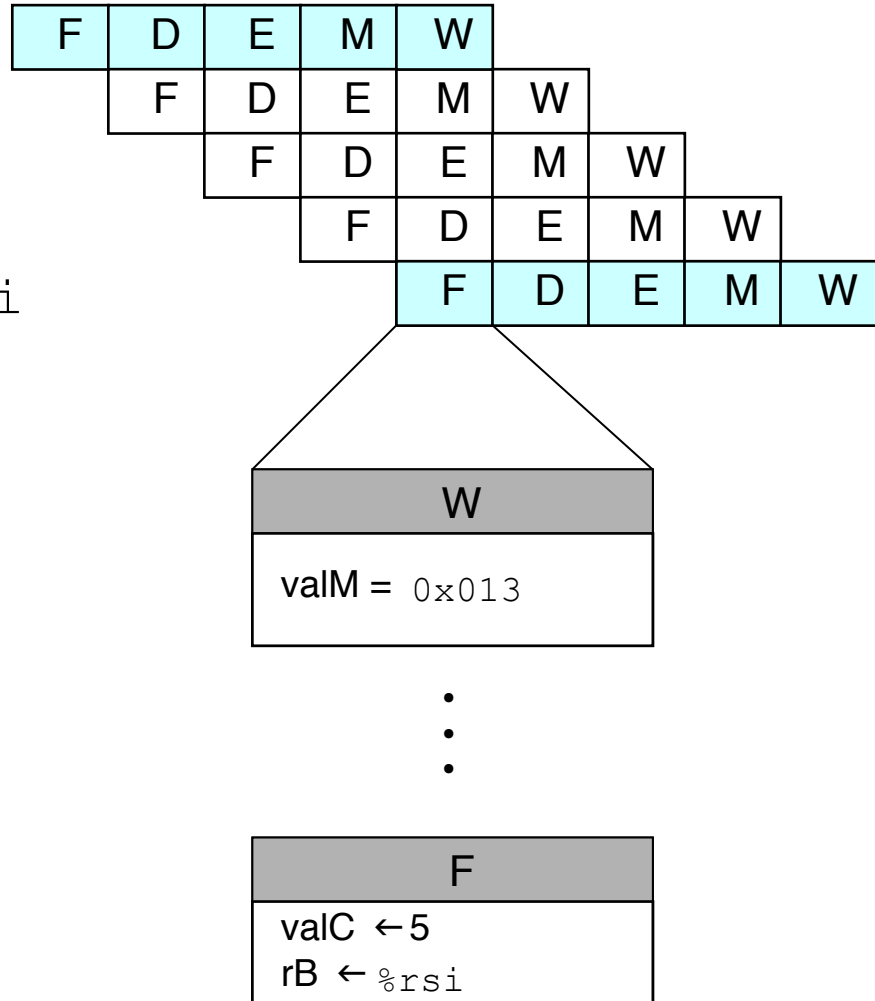 F D E M W
F D E M W
F D E M W
F D E M W
i F D E M W
W
valM = 0x013
F
valC ← 5
rB ← %rsi